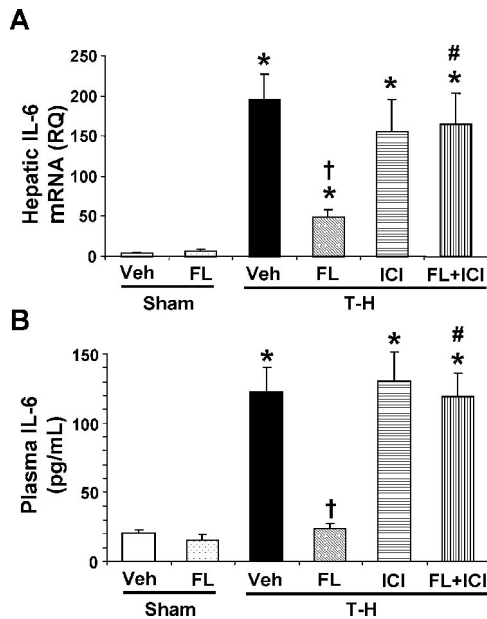 A
Hepatic IL-6
mRNA (RQ)
250
200
150
100
50
0
*
†
*
*
#
*
Veh FL Veh FL ICI FL+ICI
Sham T-H
B
Plasma IL-6
(pg/mL)
150
100
50
0
*
†
*
#
*
Veh FL Veh FL ICI FL+ICI
Sham T-H